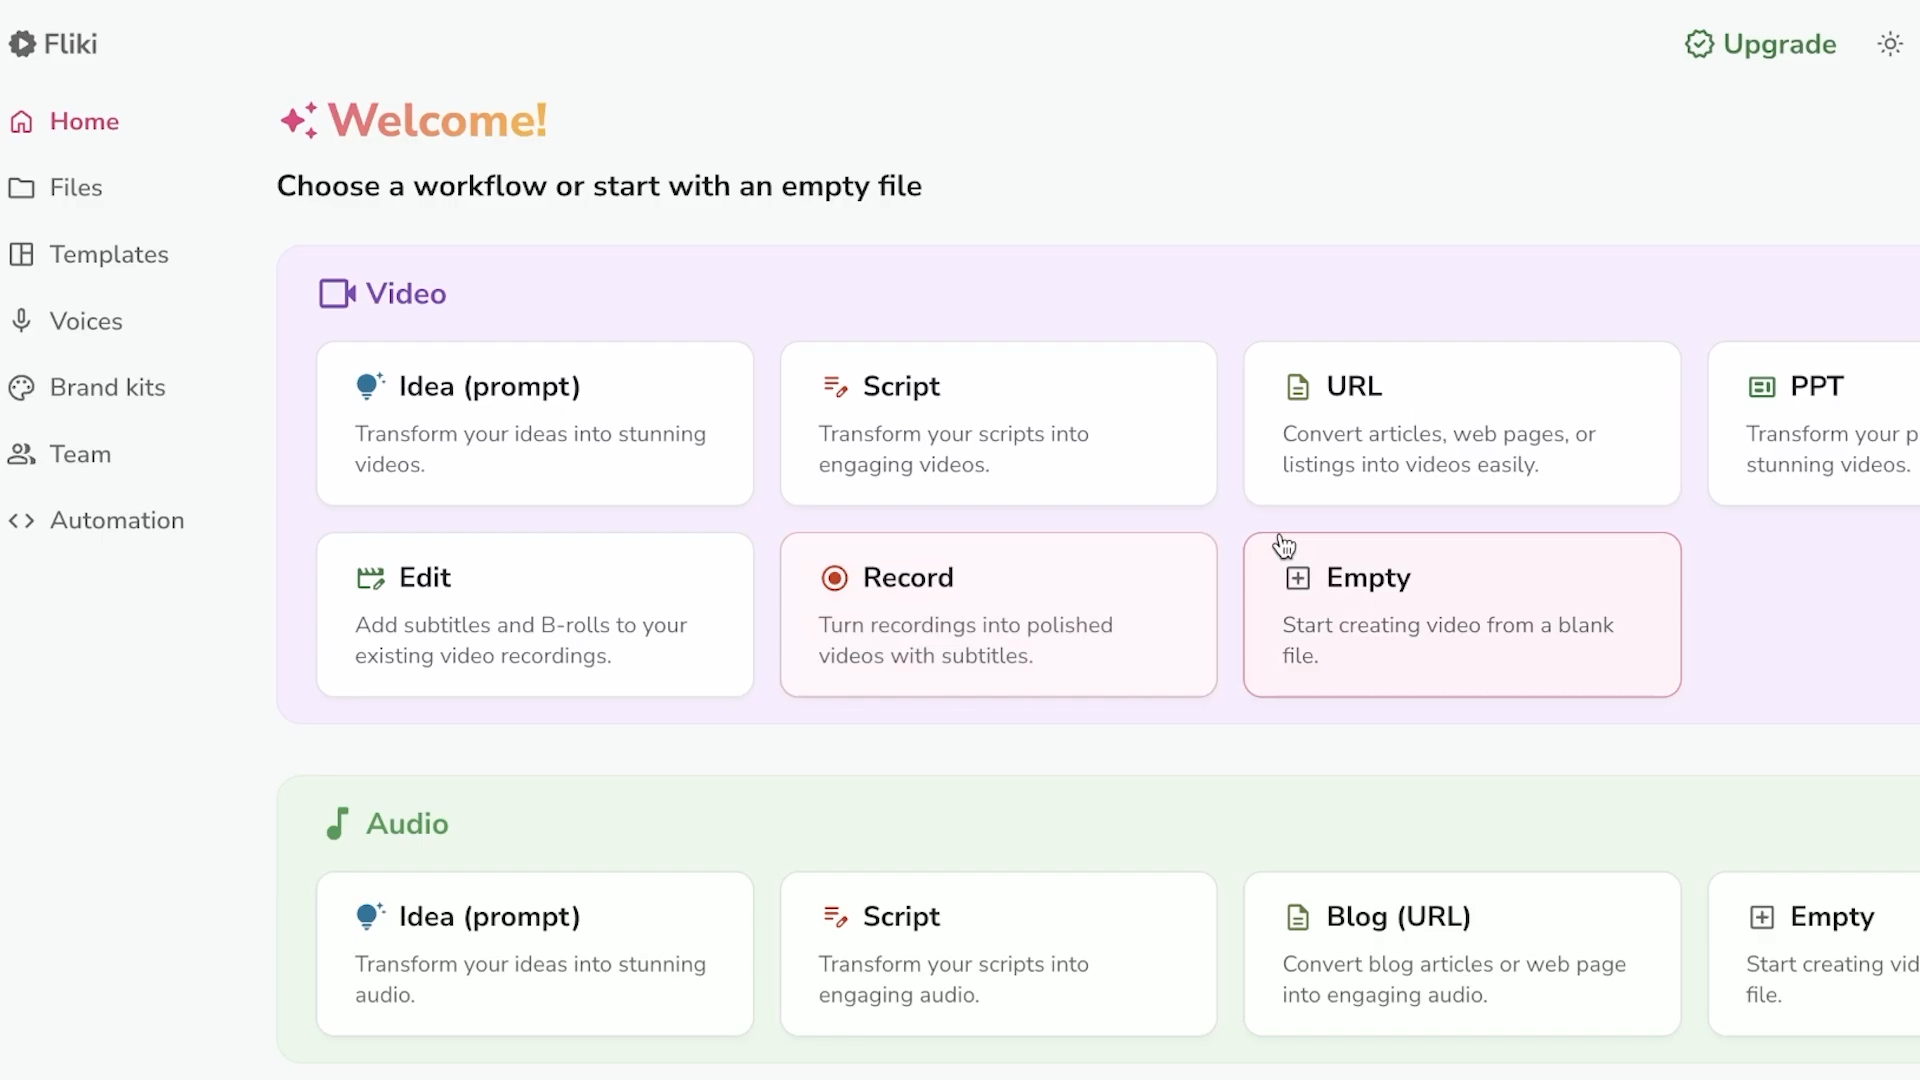 Fliki
Upgrade
Home
Files
Templates
Voices
Brand kits
Team
Automation
Welcome!
Choose a workflow or start with an empty file
Video
Idea (prompt)
Transform your ideas into stunning
videos.
Script
Transform your scripts into
engaging videos.
URL
Convert articles, web pages, or
listings into videos easily.
PPT
Transform your p
stunning videos.
Edit
Add subtitles and B-rolls to your
existing video recordings.
Record
Turn recordings into polished
videos with subtitles.
Empty
Start creating video from a blank
file.
Audio
Idea (prompt)
Transform your ideas into stunning
audio.
Script
Transform your scripts into
engaging audio.
Blog (URL)
Convert blog articles or web page
into engaging audio.
Empty
Start creating vid
file.